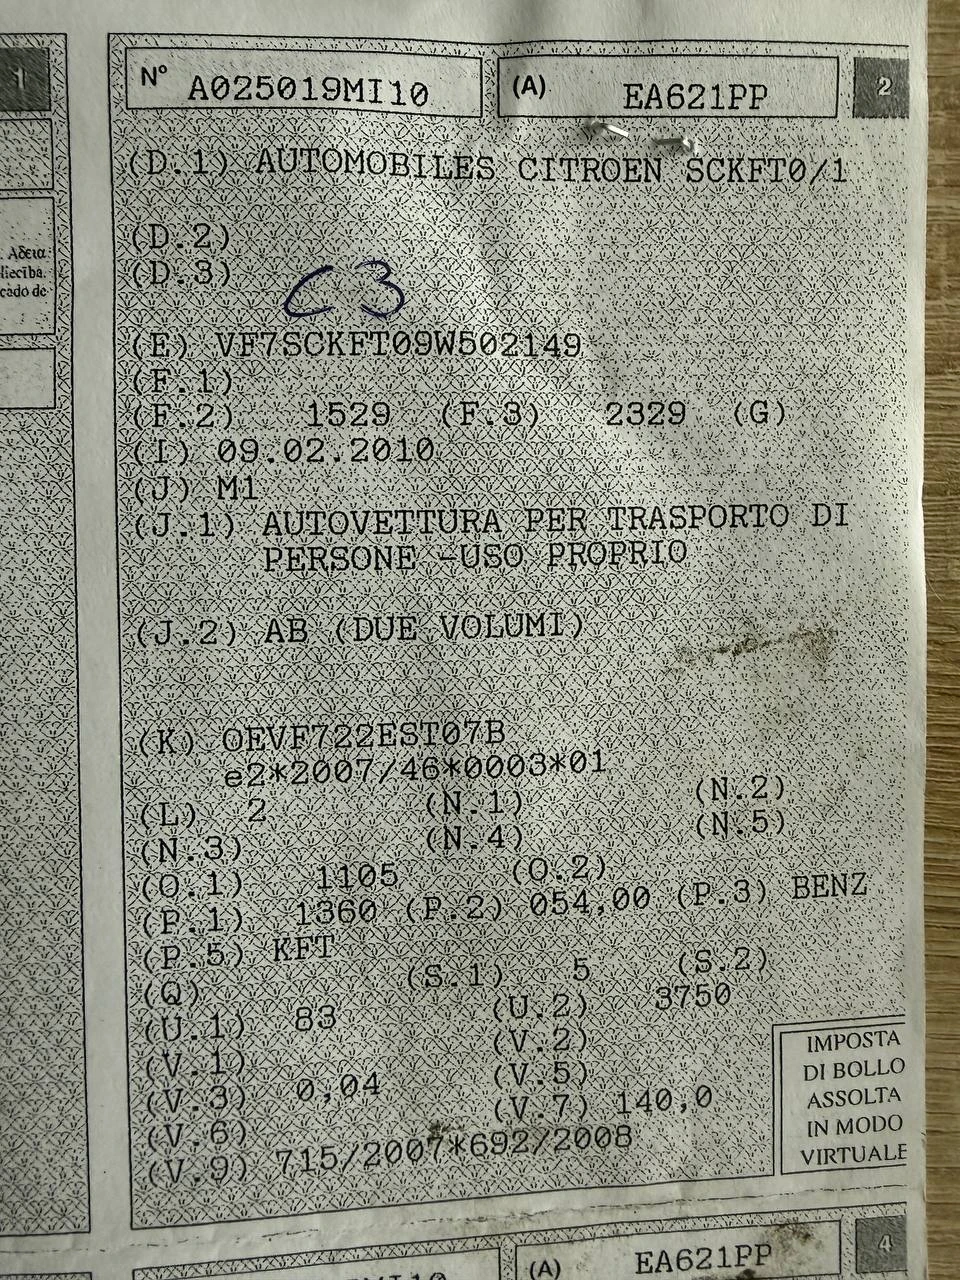 1
. Άδεια
liecība.
cado de
N° A025019MI10 (A) EA621PP 2
(D.1) AUTOMOBILES CITROEN SCKFT0/1
(D.2)
(D.3)
C3
(E) VF7SCKFT09W502149
(F.1)
(F.2) 1529 (F.3) 2329 (G)
(I) 09.02.2010
(J) M1
(J.1) AUTOVETTURA PER TRASPORTO DI
PERSONE -USO PROPRIO
(J.2) AB (DUE VOLUMI)
(K) OEVF722EST07B
e2*2007/46*0003*01
(L) 2 (N.1) (N.2)
(N.3) (N.4) (N.5)
(O.1) 1105 (O.2)
(P.1) 1360 (P.2) 054,00 (P.3) BENZ
(P.5) KFT
(Q) (S.1) 5 (S.2)
(U.1) 83 (U.2) 3750
(V.1) (V.2)
(V.3) 0,04 (V.5)
(V.6) (V.7) 140,0
(V.9) 715/2007*692/2008
IMPOSTA
DI BOLLO
ASSOLTA
IN MODO
VIRTUALE
(A) EA621PP 4